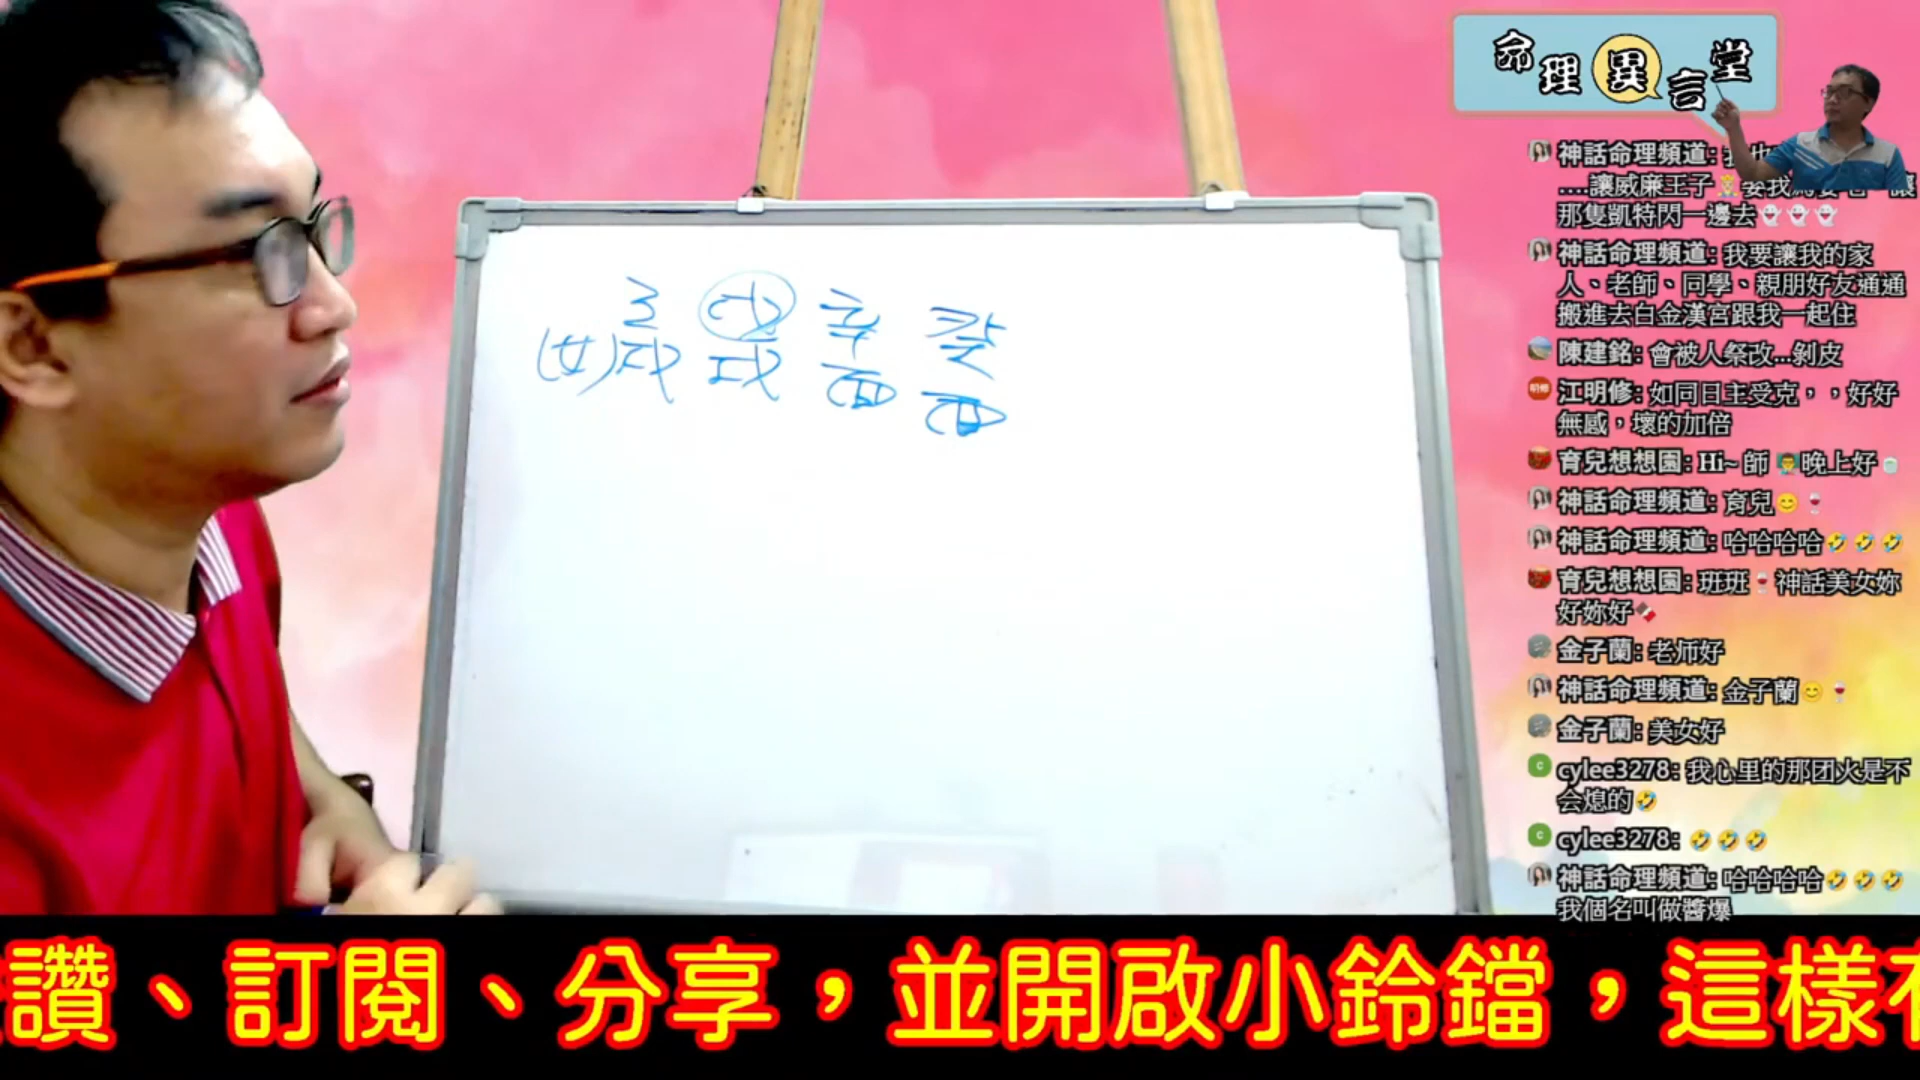 命理異言堂
神話命理頻道: 我也
....讓威廉王子🤴娶我為妻吧，讓
那隻凱特閃一邊去👻👻👻
神話命理頻道: 我要讓我的家
人、老師、同學、親朋好友通通
搬進去白金漢宮跟我一起住
陳建銘: 會被人祭改...剝皮
江明修: 如同日主受克，，好好
無感，壞的加倍
育兒想想園: Hi~ 師👨‍🏫晚上好🍵
神話命理頻道: 育兒😊🍷
神話命理頻道: 哈哈哈哈🤣🤣🤣
育兒想想園: 班班🍷神話美女妳
好妳好🍫
金子蘭: 老师好
神話命理頻道: 金子蘭😊🍷
金子蘭: 美女好
cylee3278: 我心里的那团火是不
会熄的🤣
cylee3278: 🤣🤣🤣
神話命理頻道: 哈哈哈哈🤣🤣🤣
我個名叫做醬爆
戊 辛 癸
(女) 戌 戌 酉 酉
讚、訂閱、分享，並開啟小鈴鐺，這樣